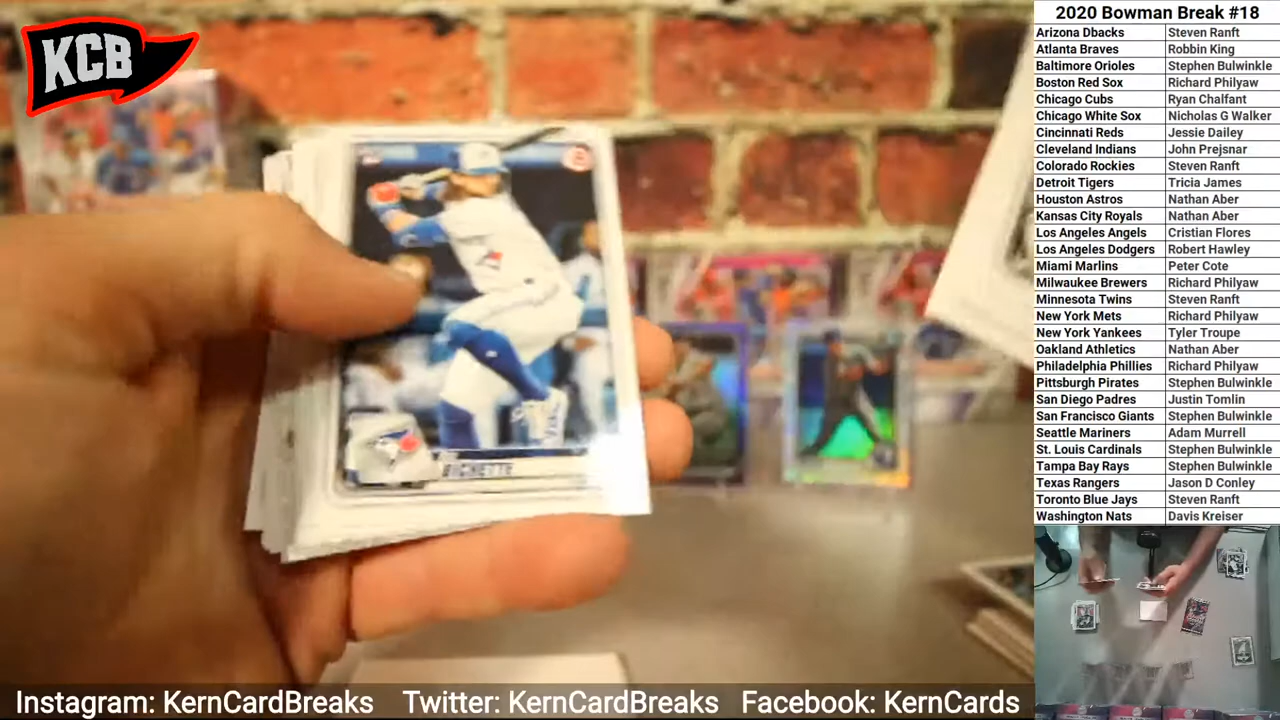 KCB
BICHETTE
2020 Bowman Break #18
Arizona Dbacks Steven Ranft
Atlanta Braves Robbin King
Baltimore Orioles Stephen Bulwinkle
Boston Red Sox Richard Philyaw
Chicago Cubs Ryan Chalfant
Chicago White Sox Nicholas G Walker
Cincinnati Reds Jessie Dailey
Cleveland Indians John Prejsnar
Colorado Rockies Steven Ranft
Detroit Tigers Tricia James
Houston Astros Nathan Aber
Kansas City Royals Nathan Aber
Los Angeles Angels Cristian Flores
Los Angeles Dodgers Robert Hawley
Miami Marlins Peter Cote
Milwaukee Brewers Richard Philyaw
Minnesota Twins Steven Ranft
New York Mets Richard Philyaw
New York Yankees Tyler Troupe
Oakland Athletics Nathan Aber
Philadelphia Phillies Richard Philyaw
Pittsburgh Pirates Stephen Bulwinkle
San Diego Padres Justin Tomlin
San Francisco Giants Stephen Bulwinkle
Seattle Mariners Adam Murrell
St. Louis Cardinals Stephen Bulwinkle
Tampa Bay Rays Stephen Bulwinkle
Texas Rangers Jason D Conley
Toronto Blue Jays Steven Ranft
Washington Nats Davis Kreiser
Instagram: KernCardBreaks Twitter: KernCardBreaks Facebook: KernCards